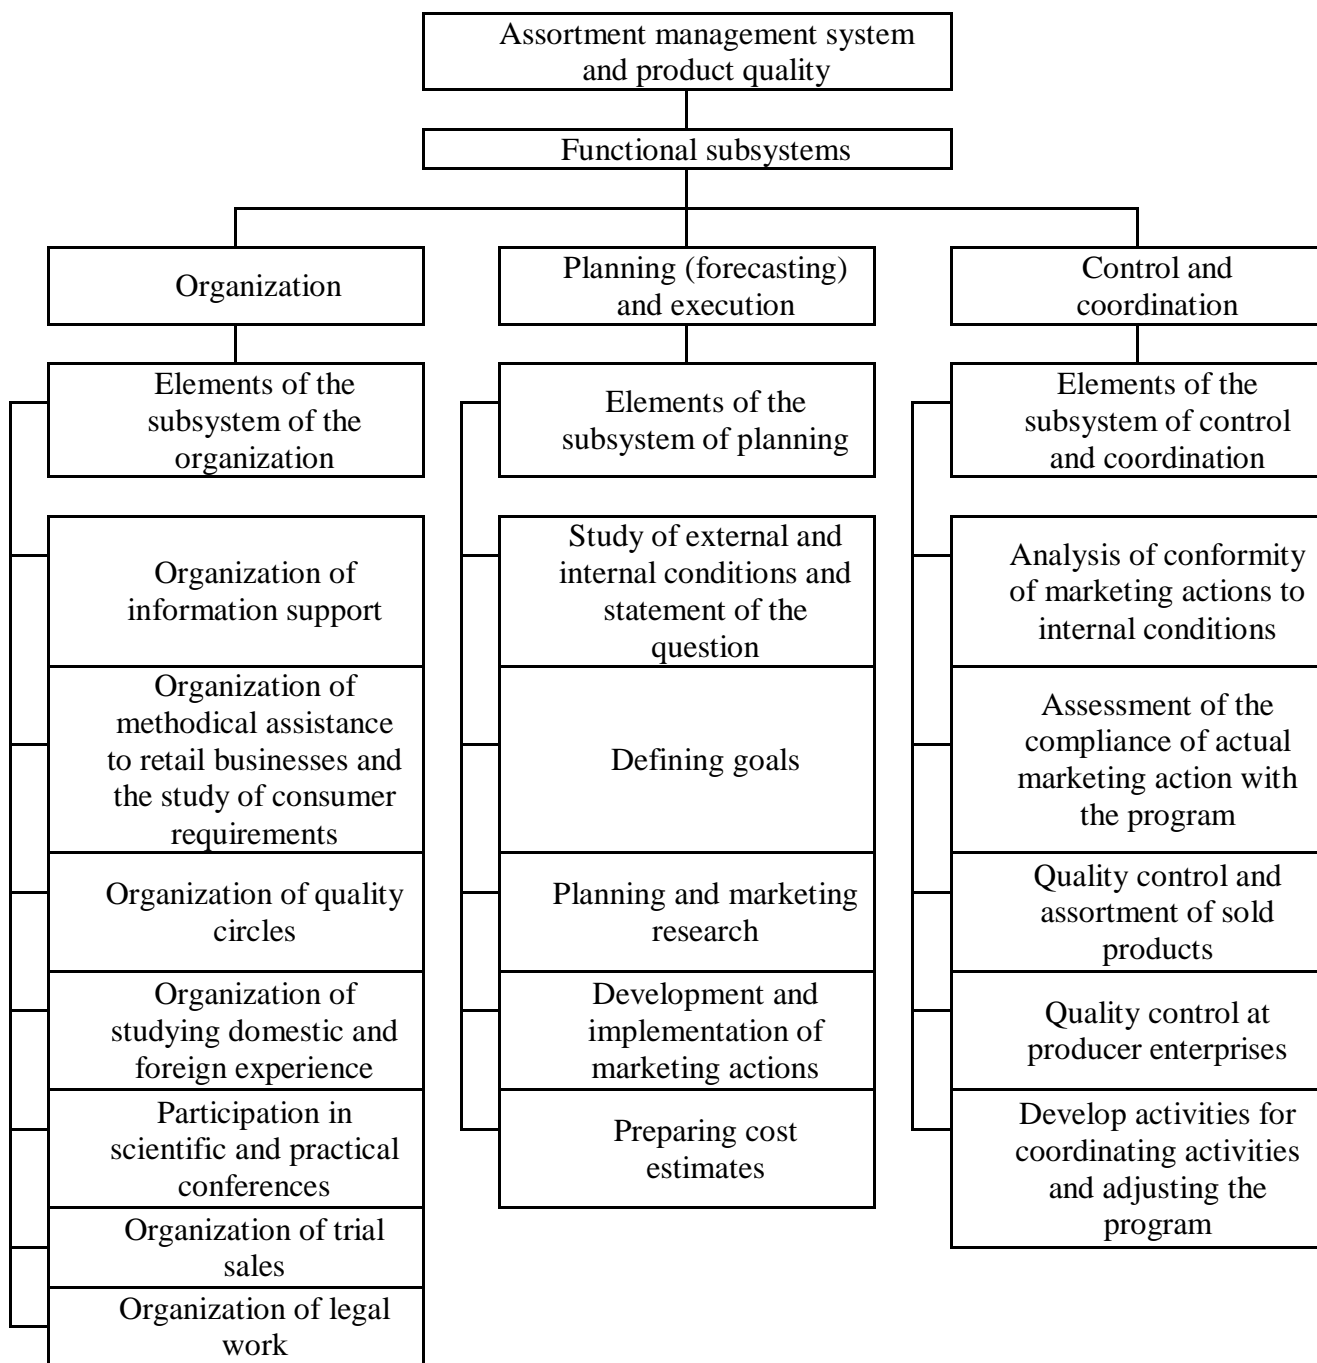 Assortment management system
and product quality
Functional subsystems
Organization
Planning (forecasting)
and execution
Control and
coordination
Elements of the
subsystem of the
organization
Elements of the
subsystem of planning
Elements of the
subsystem of control
and coordination
Organization of
information support
Organization of
methodical assistance
to retail businesses and
the study of consumer
requirements
Organization of quality
circles
Organization of
studying domestic and
foreign experience
Participation in
scientific and practical
conferences
Organization of trial
sales
Organization of legal
work
Study of external and
internal conditions and
statement of the
question
Defining goals
Planning and marketing
research
Development and
implementation of
marketing actions
Preparing cost
estimates
Analysis of conformity
of marketing actions to
internal conditions
Assessment of the
compliance of actual
marketing action with
the program
Quality control and
assortment of sold
products
Quality control at
producer enterprises
Develop activities for
coordinating activities
and adjusting the
program